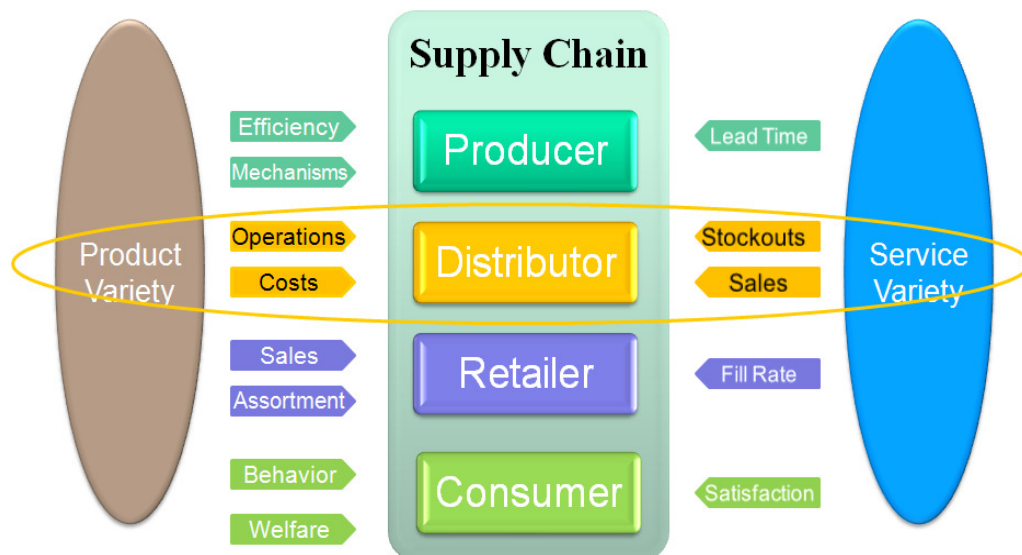 Supply Chain
Efficiency
Producer
Lead Time
Mechanisms
Product
Variety
Operations
Distributor
Stockouts
Service
Variety
Costs
Sales
Sales
Retailer
Fill Rate
Assortment
Behavior
Consumer
Satisfaction
Welfare